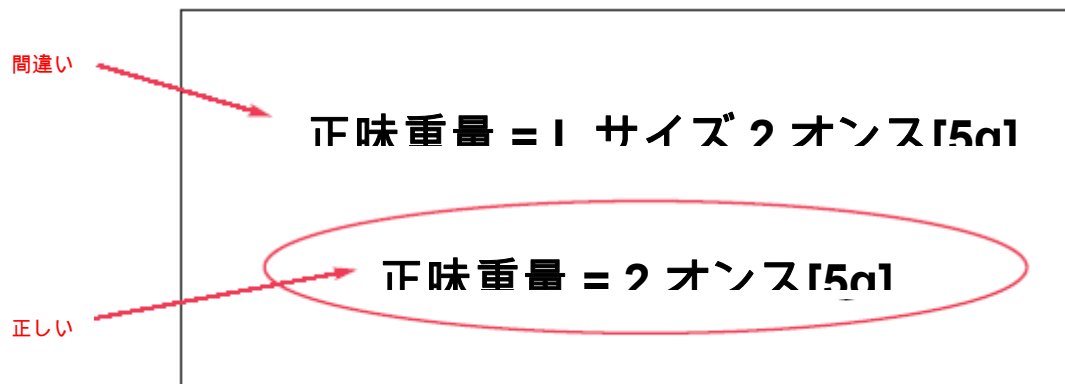 間違い
正味重量 = L サイズ 2 オンス[5g]
正味重量 = 2 オンス[5g]
正しい